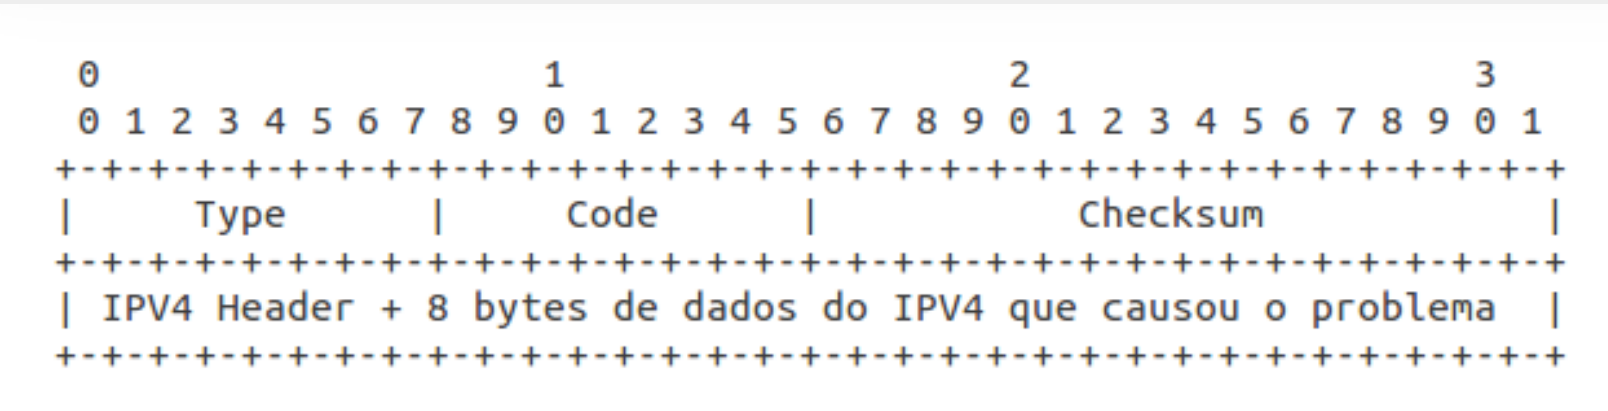 0                   1                   2                   3
0 1 2 3 4 5 6 7 8 9 0 1 2 3 4 5 6 7 8 9 0 1 2 3 4 5 6 7 8 9 0 1
+-+-+-+-+-+-+-+-+-+-+-+-+-+-+-+-+-+-+-+-+-+-+-+-+-+-+-+-+-+-+-+-+
|     Type      |     Code      |           Checksum            |
+-+-+-+-+-+-+-+-+-+-+-+-+-+-+-+-+-+-+-+-+-+-+-+-+-+-+-+-+-+-+-+-+
| IPV4 Header + 8 bytes de dados do IPV4 que causou o problema  |
+-+-+-+-+-+-+-+-+-+-+-+-+-+-+-+-+-+-+-+-+-+-+-+-+-+-+-+-+-+-+-+-+